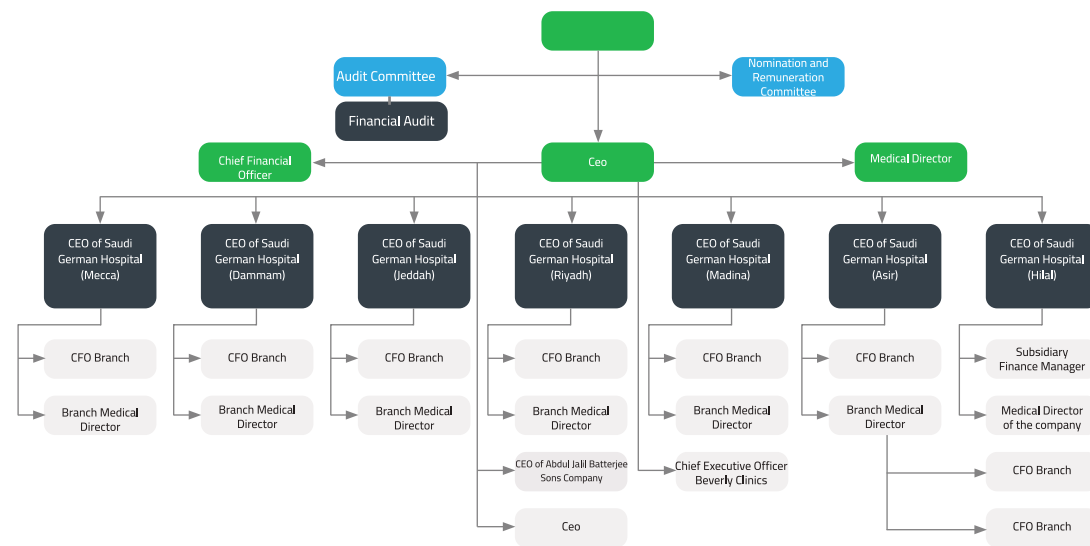 Audit Committee
Nomination and
Remuneration
Committee
Financial Audit
Chief Financial
Officer
Ceo
Medical Director
CEO of Saudi
German Hospital
(Mecca)
CEO of Saudi
German Hospital
(Dammam)
CEO of Saudi
German Hospital
(Jeddah)
CEO of Saudi
German Hospital
(Riyadh)
CEO of Saudi
German Hospital
(Madina)
CEO of Saudi
German Hospital
(Asir)
CEO of Saudi
German Hospital
(Hilal)
CFO Branch
CFO Branch
CFO Branch
CFO Branch
CFO Branch
CFO Branch
Subsidiary
Finance Manager
Branch Medical
Director
Branch Medical
Director
Branch Medical
Director
Branch Medical
Director
Branch Medical
Director
Branch Medical
Director
Medical Director
of the company
CEO of Abdul Jalil Batterjee
Sons Company
Chief Executive Officer
Beverly Clinics
CFO Branch
Ceo
CFO Branch